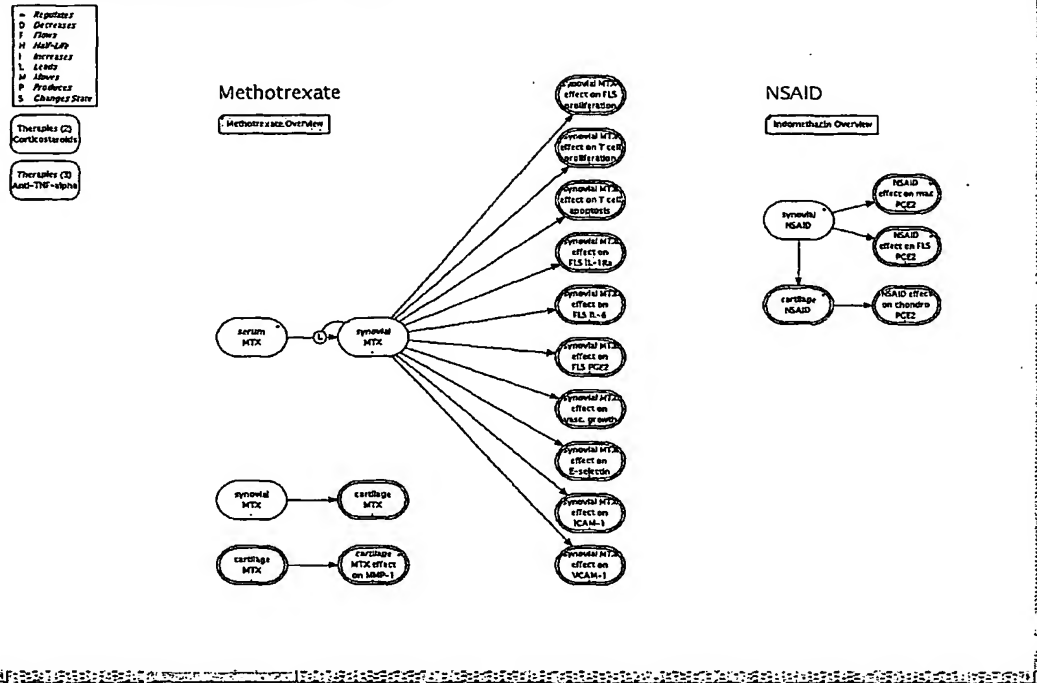 = Regulates
D Decreases
F Flows
H Half-Life
I Increases
L Leads
M Moves
P Produces
S Changes State
Therapies (2)
Corticosteroids
Therapies (3)
Anti-TNF-alpha
Methotrexate
Methotrexate Overview
serum
MTX
L
synovial
MTX
synovial MTX
effect on FLS
proliferation
synovial MTX
effect on T cell
proliferation
synovial MTX
effect on T cell
apoptosis
synovial MTX
effect on
FLS IL-1Ra
synovial MTX
effect on
FLS IL-6
synovial MTX
effect on
FLS PGE2
synovial MTX
effect on
vasc. growth
synovial MTX
effect on
E-selectin
synovial MTX
effect on
ICAM-1
synovial MTX
effect on
VCAM-1
synovial
MTX
cartilage
MTX
cartilage
MTX
cartilage
MTX effect
on MMP-1
NSAID
Indomethacin Overview
synovial
NSAID
NSAID
effect on mac
PGE2
NSAID
effect on FLS
PGE2
cartilage
NSAID
NSAID effect
on chondro
PGE2